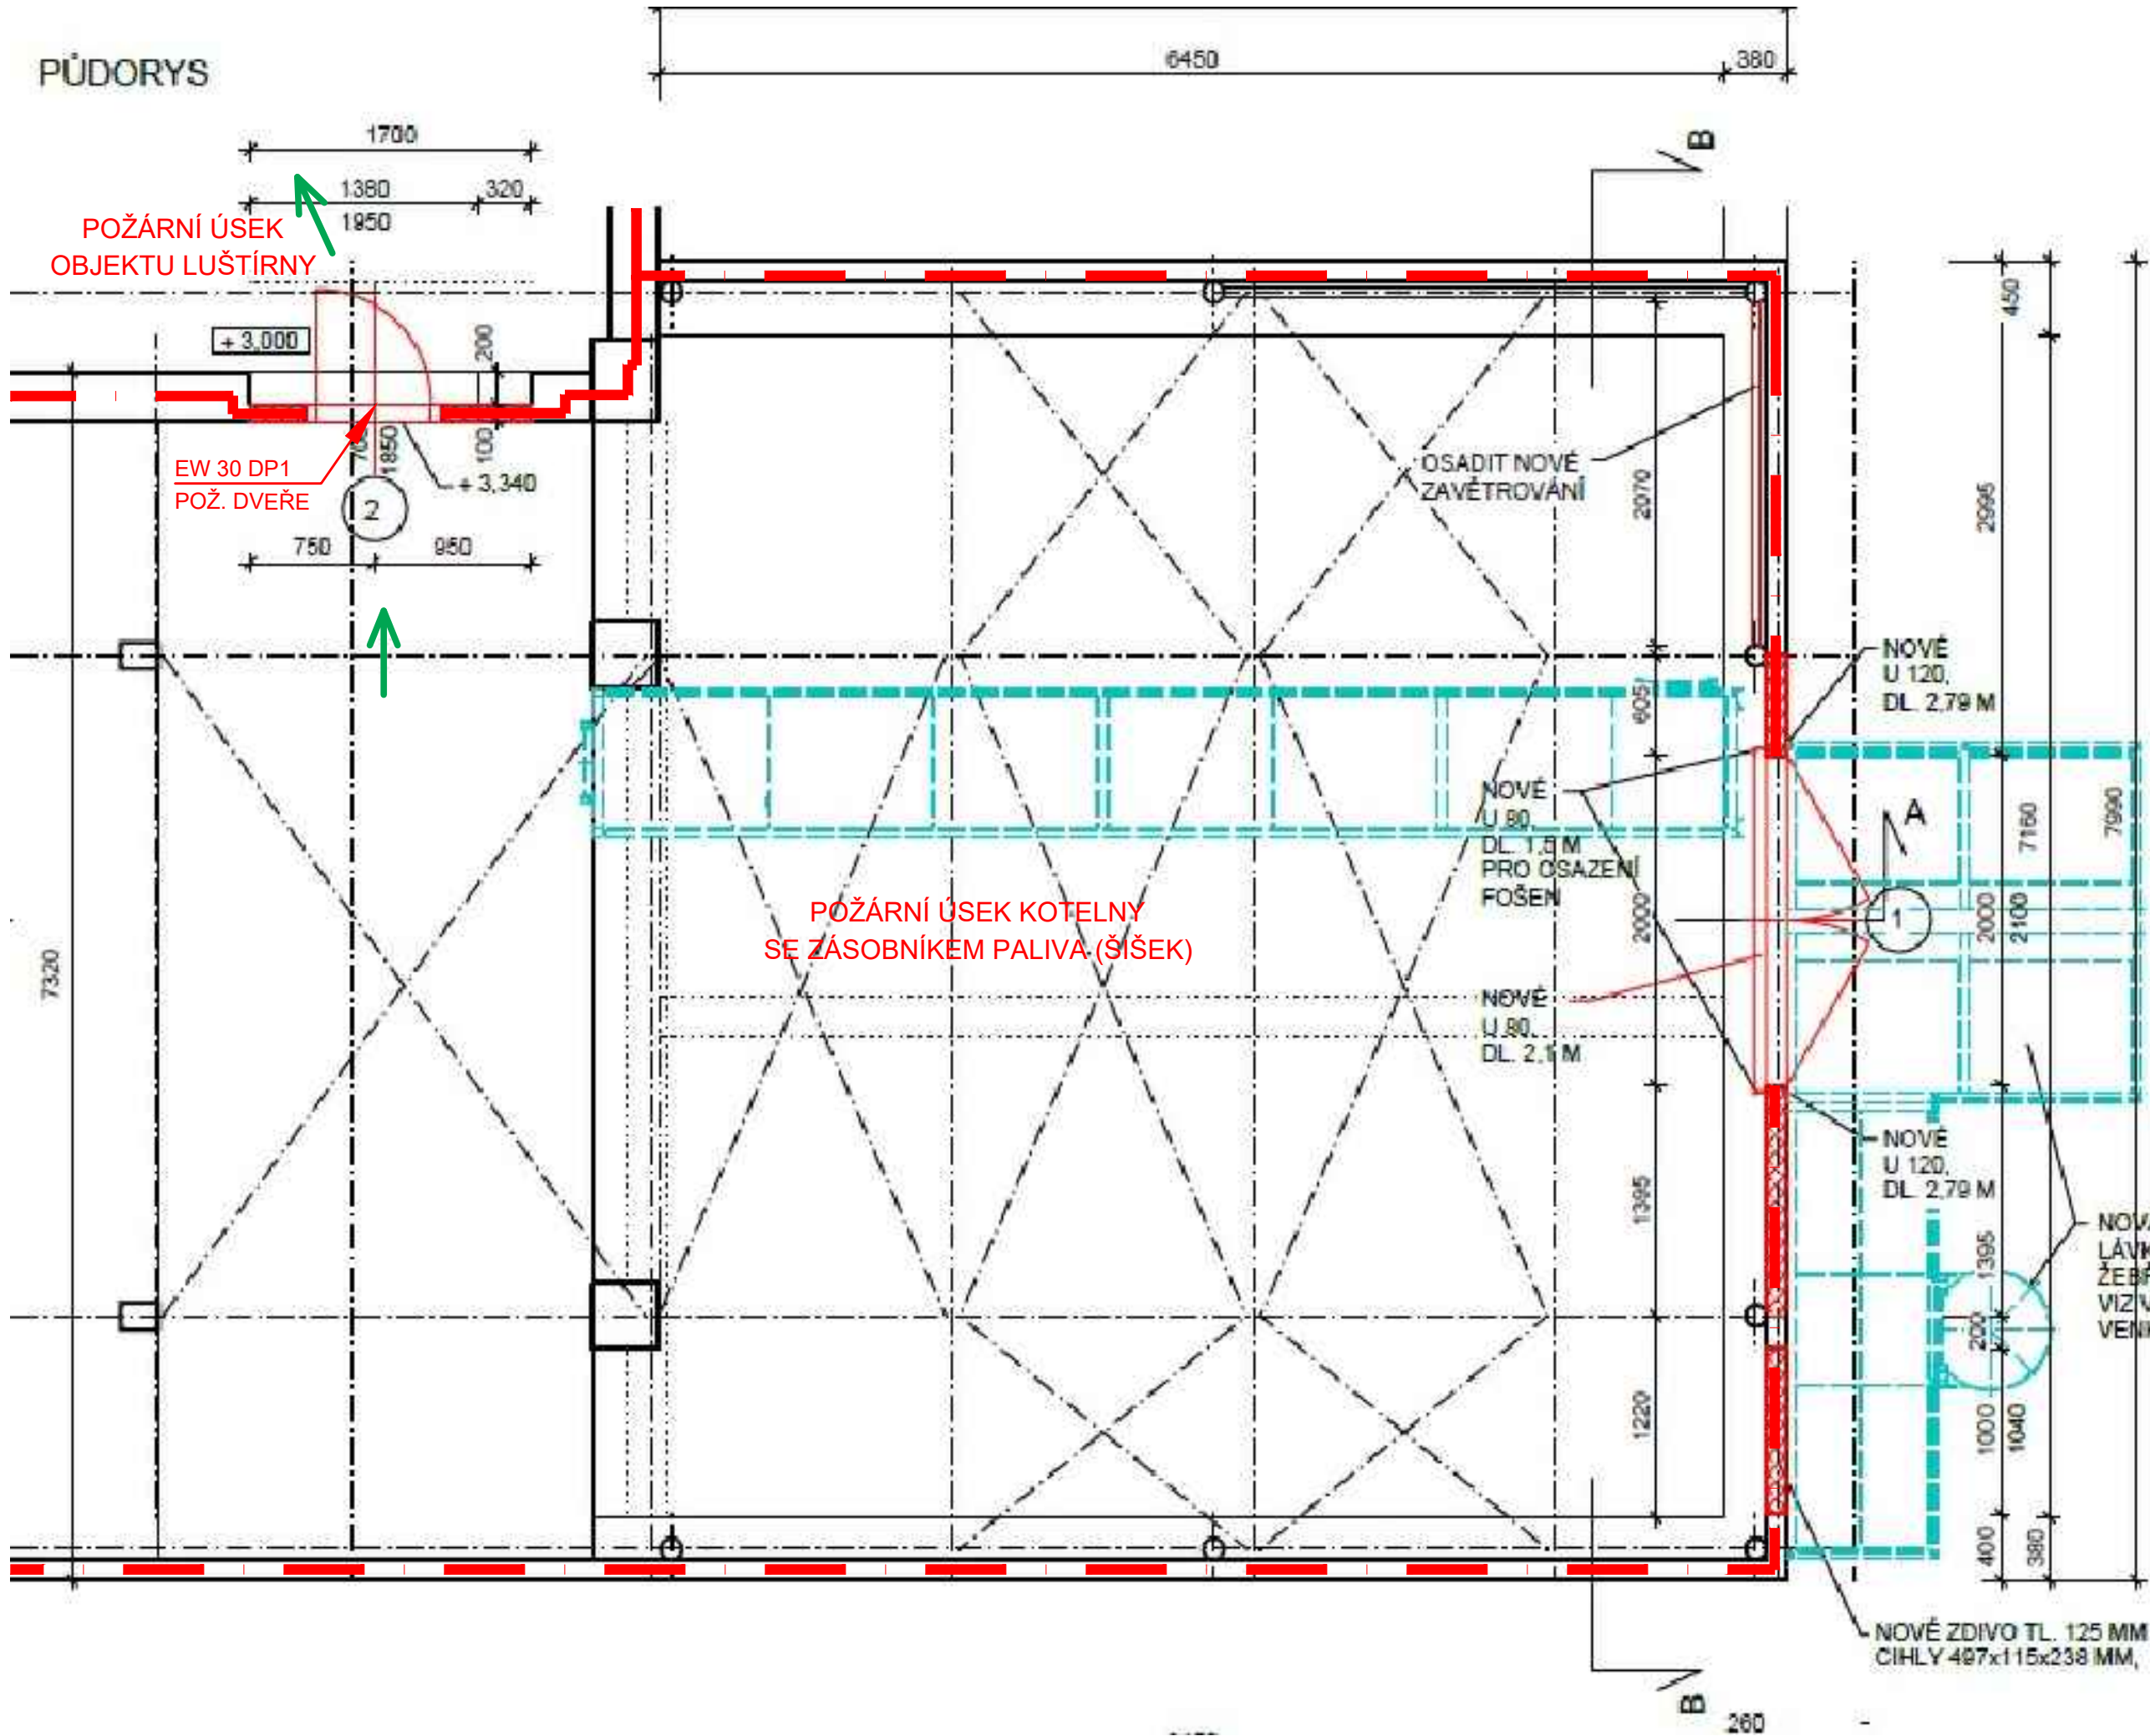 PŮDORYS
6450
380
1700
1380
320
1950
B
POŽÁRNÍ ÚSEK
OBJEKTU LUŠTÍRNY
+ 3,000
200
450
EW 30 DP1
POŽ. DVEŘE
1850
100
+ 3,340
2
750
950
OSADIT NOVÉ
ZAVĚTROVÁNÍ
2070
2995
NOVÉ
U 120,
DL. 2,79 M
605
NOVÉ
U 80,
DL. 1,5 M
PRO OSAZENÍ
FOŠEN
A
7160
7990
1
POŽÁRNÍ ÚSEK KOTELNY
SE ZÁSOBNÍKEM PALIVA (ŠIŠEK)
2000
2000
2100
7320
NOVÉ
U 80,
DL. 2,1 M
NOVÉ
U 120,
DL. 2,79 M
1395
1395
200
1220
1000
1040
400
380
NOVÉ ZDIVO TL. 125 MM
CIHLY 497x115x238 MM,
B
260